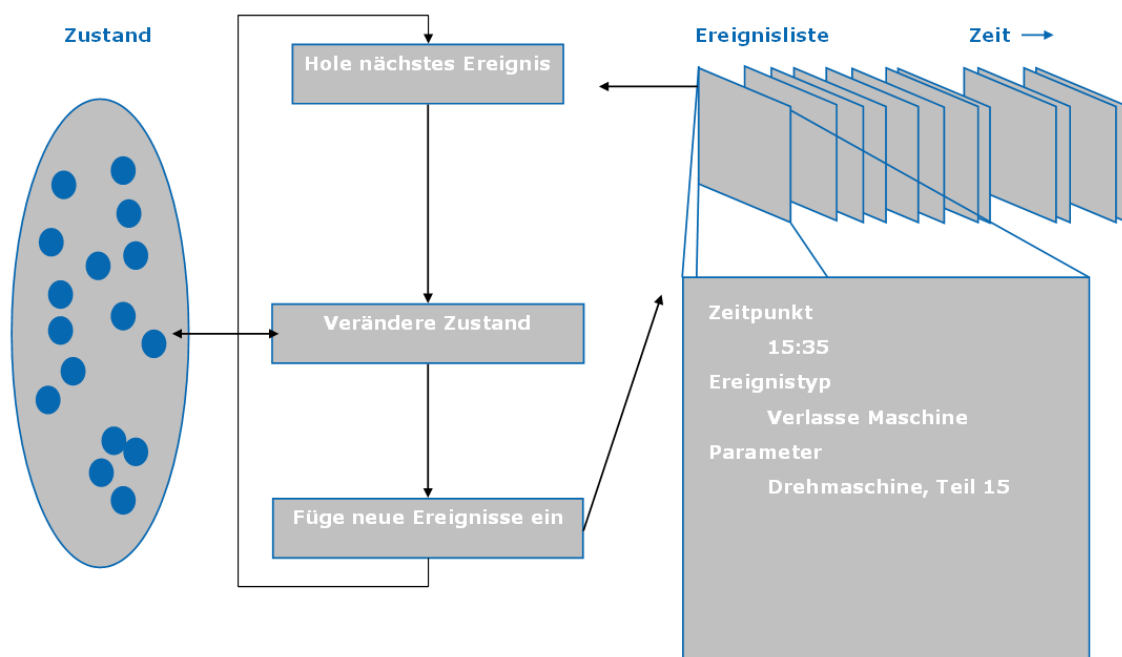 Zustand
Hole nächstes Ereignis
Ereignisliste
Zeit
Verändere Zustand
Füge neue Ereignisse ein
Zeitpunkt
15:35
Ereignistyp
Verlasse Maschine
Parameter
Drehmaschine, Teil 15